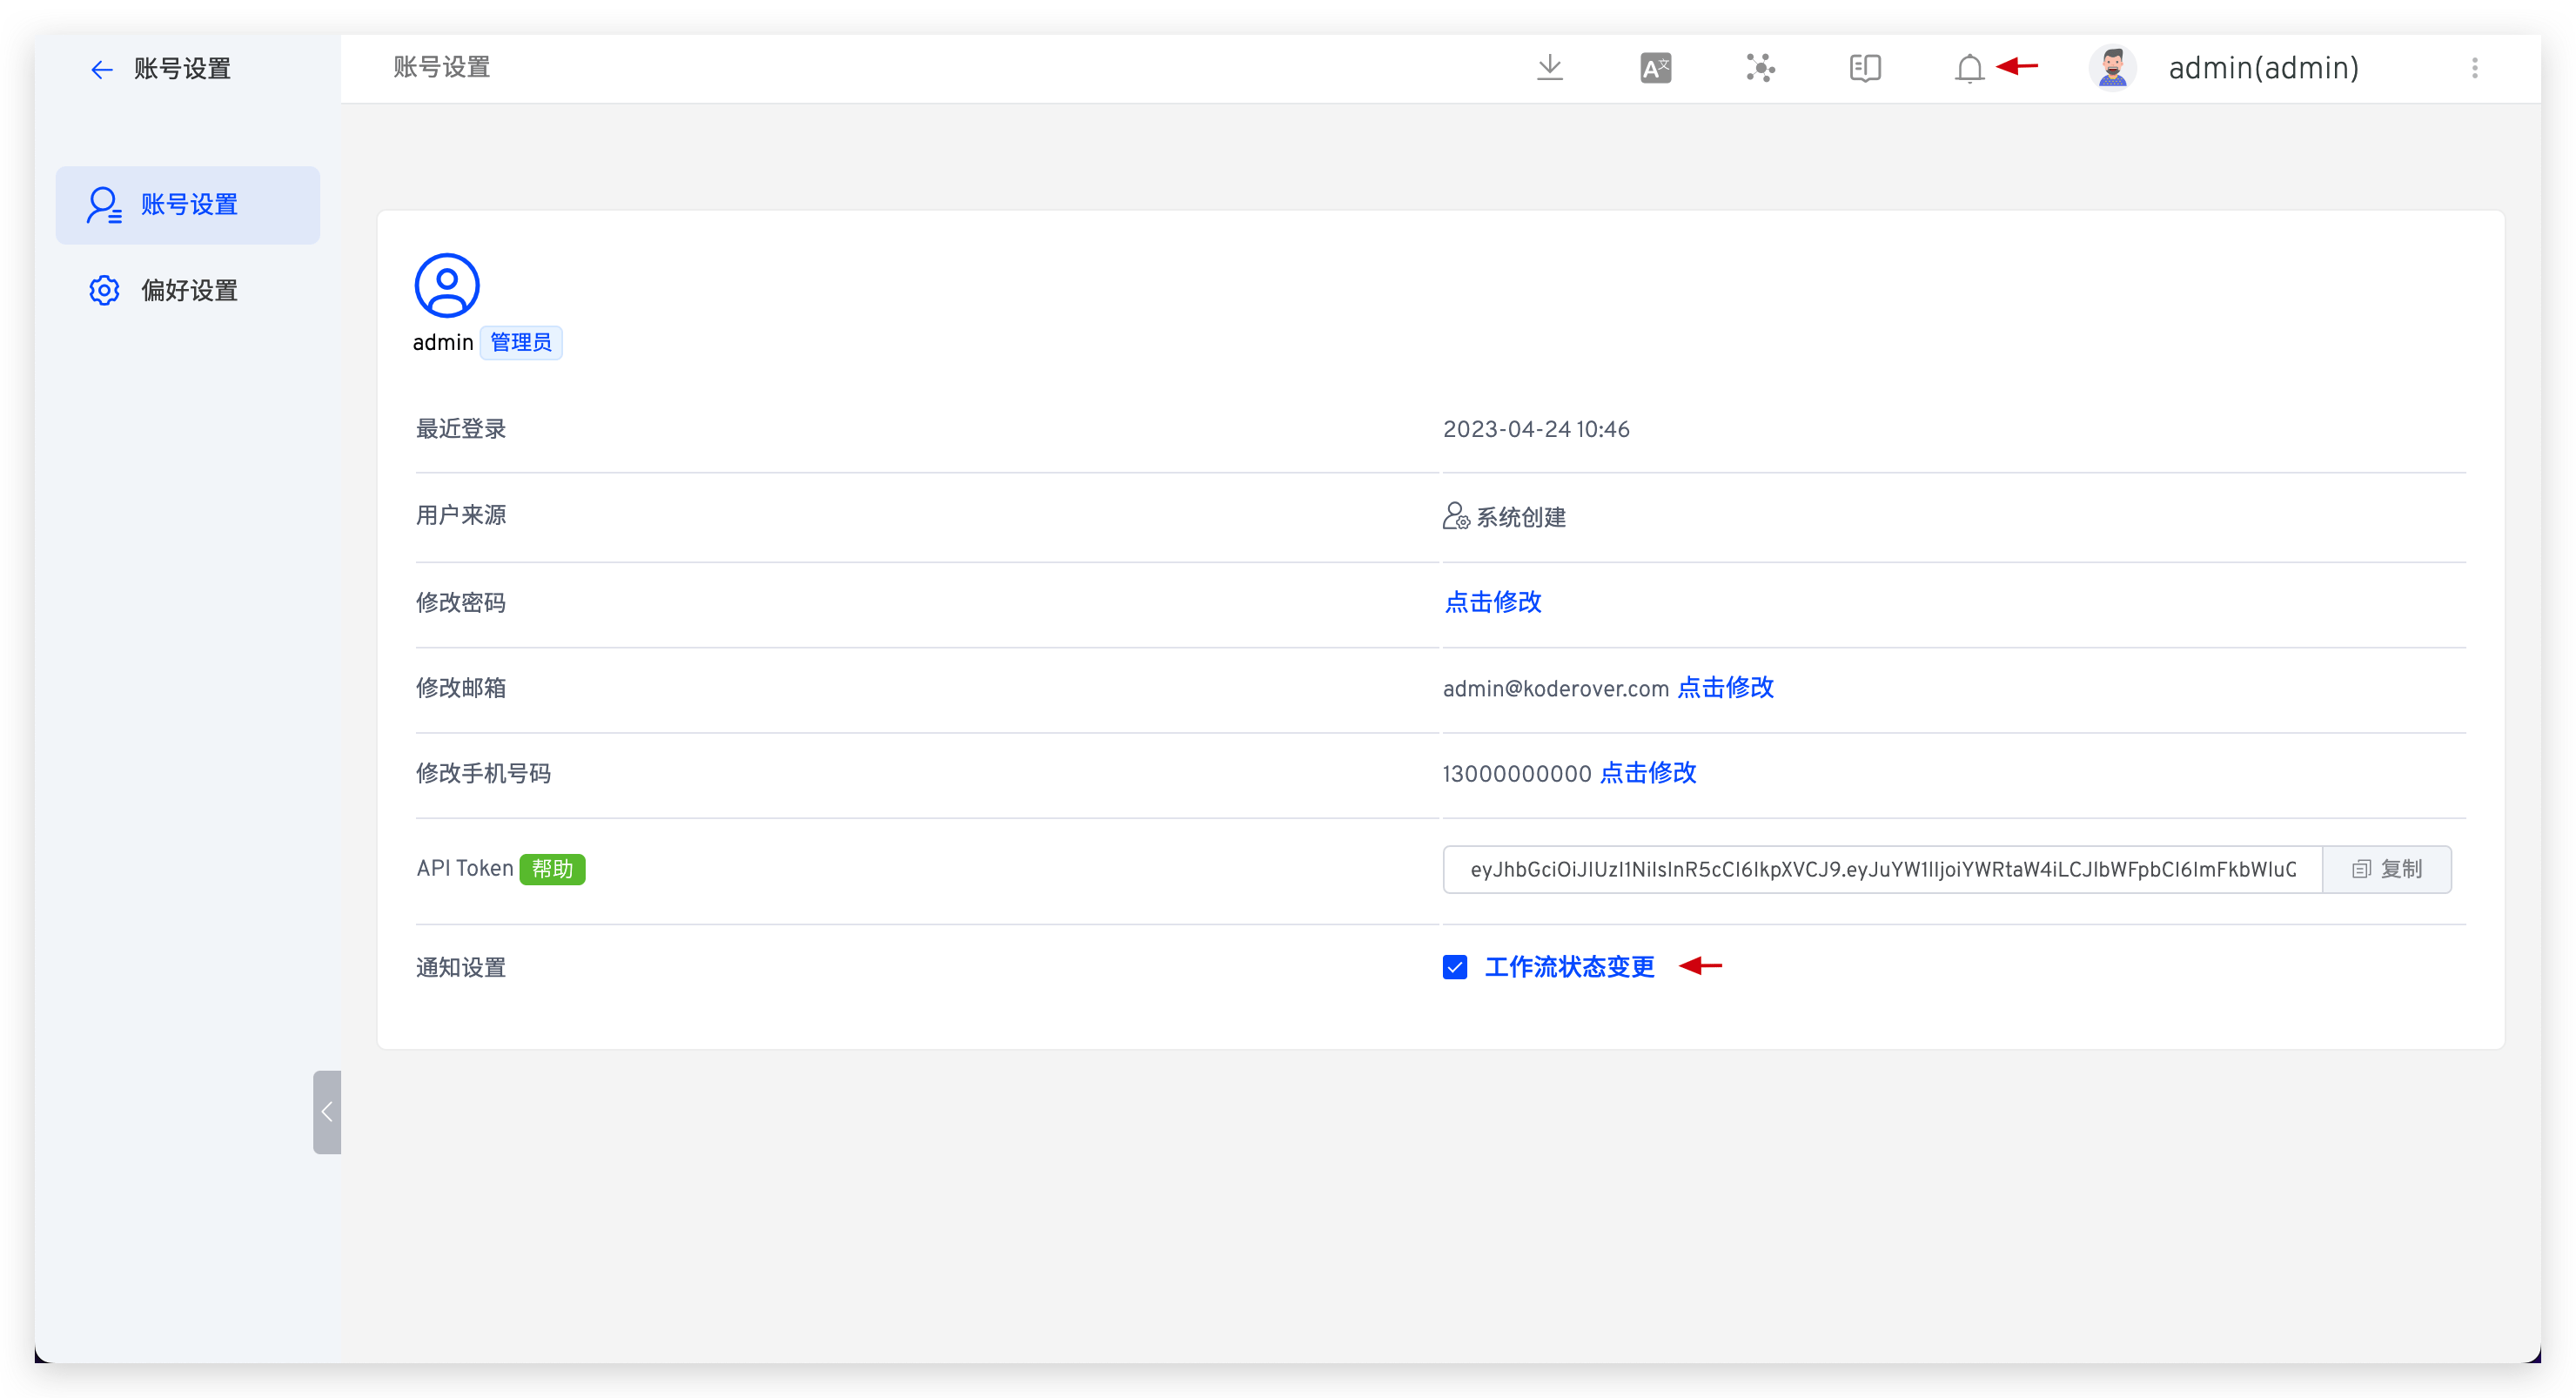 账号设置
账号设置
A文
admin(admin)
账号设置
偏好设置
admin 管理员
最近登录 2023-04-24 10:46
用户来源 系统创建
修改密码 点击修改
修改邮箱 admin@koderover.com 点击修改
修改手机号码 13000000000 点击修改
API Token 帮助 eyJhbGciOiJIUzI1NiIsInR5cCI6IkpXVCJ9.eyJuYW1lIjoiYWRtaW4iLCJlbWFpbCI6ImFkbWluQ 复制
通知设置 工作流状态变更